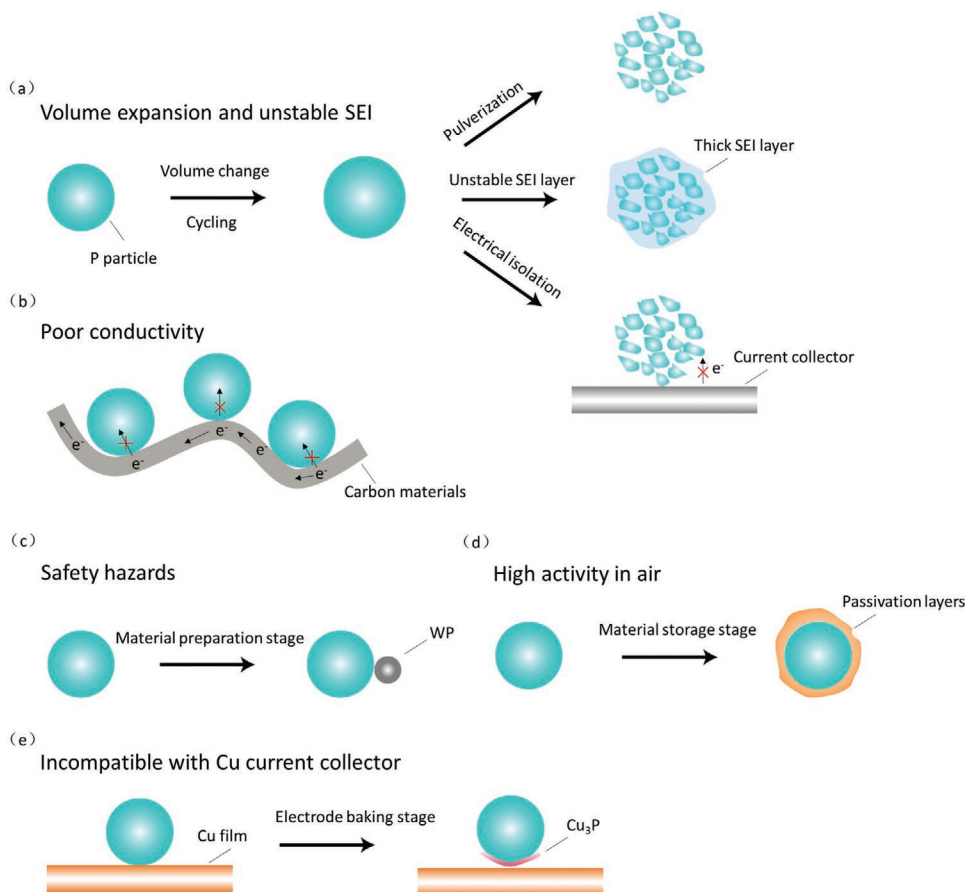 （a）
Volume expansion and unstable SEI
Volume change
Cycling
P particle
Pulverization
Unstable SEI layer
Electrical isolation
Thick SEI layer
e-
Current collector
（b）
Poor conductivity
e-
e-
e-
e-
e-
e-
Carbon materials
（c）
Safety hazards
Material preparation stage
WP
（d）
High activity in air
Material storage stage
Passivation layers
（e）
Incompatible with Cu current collector
Cu film
Electrode baking stage
Cu₃P